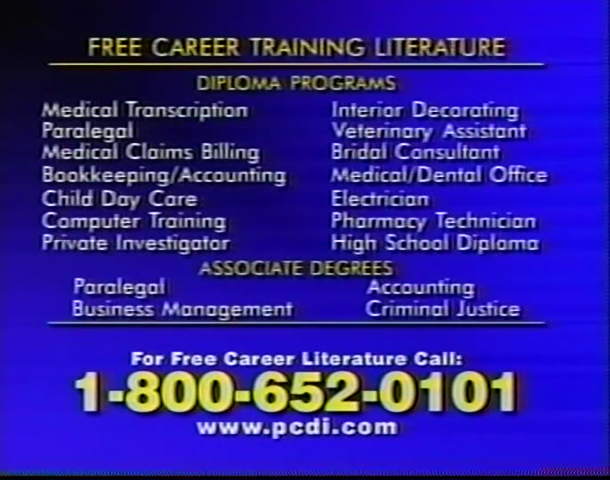 FREE CAREER TRAINING LITERATURE
DIPLOMA PROGRAMS
Medical Transcription
Paralegal
Medical Claims Billing
Bookkeeping/Accounting
Child Day Care
Computer Training
Private Investigator
Interior Decorating
Veterinary Assistant
Bridal Consultant
Medical/Dental Office
Electrician
Pharmacy Technician
High School Diploma
ASSOCIATE DEGREES
Paralegal
Business Management
Accounting
Criminal Justice
For Free Career Literature Call:
1-800-652-0101
www.pcdi.com